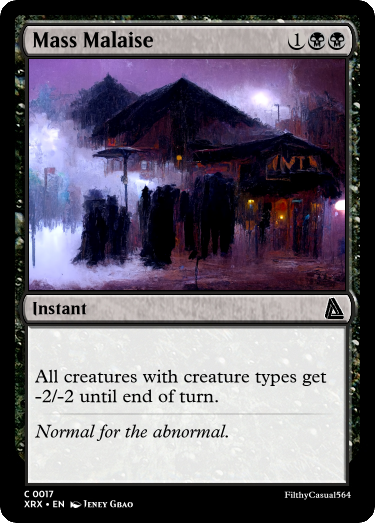 Mass Malaise 1
Instant
All creatures with creature types get
-2/-2 until end of turn.
Normal for the abnormal.
C 0017
XRX • EN Jeney Gbao
FilthyCasual564